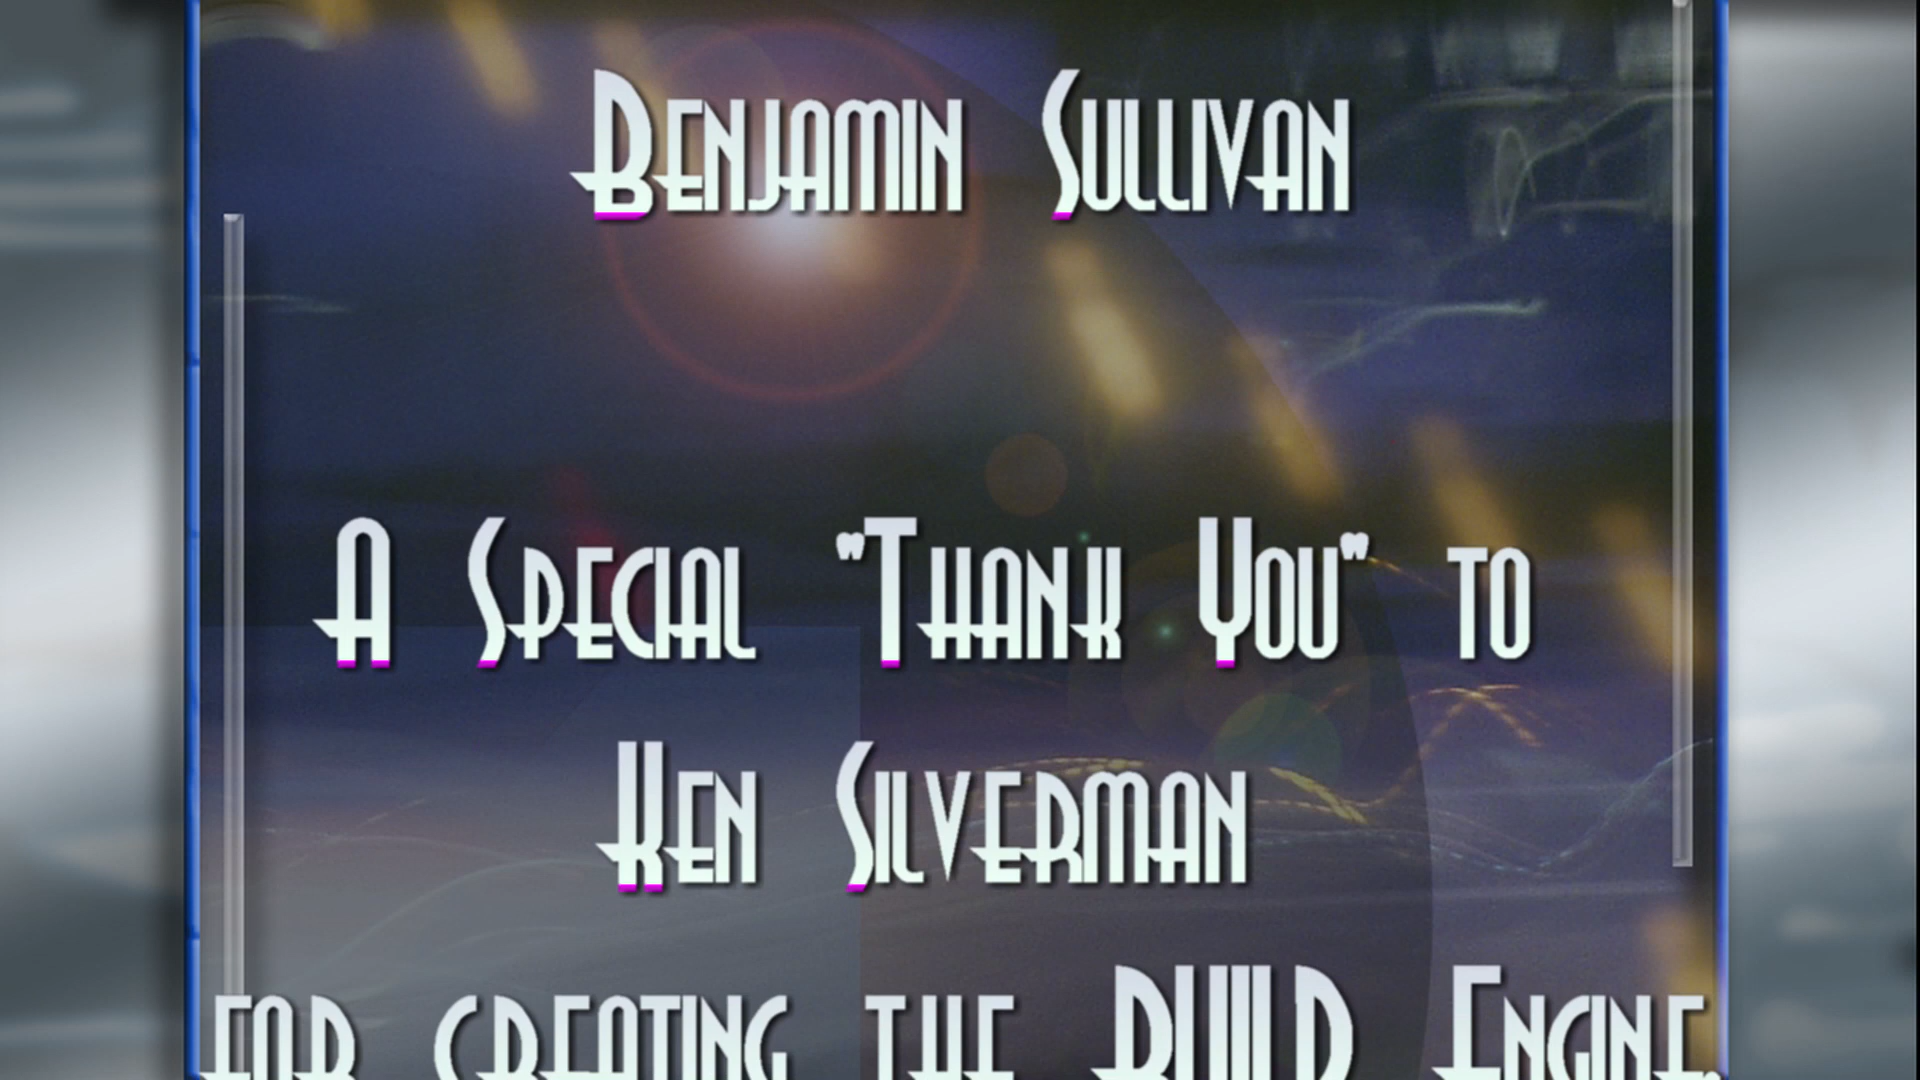 Benjamin Sullivan
A Special "Thank You" to
Ken Silverman
for creating the BUILD Engine.